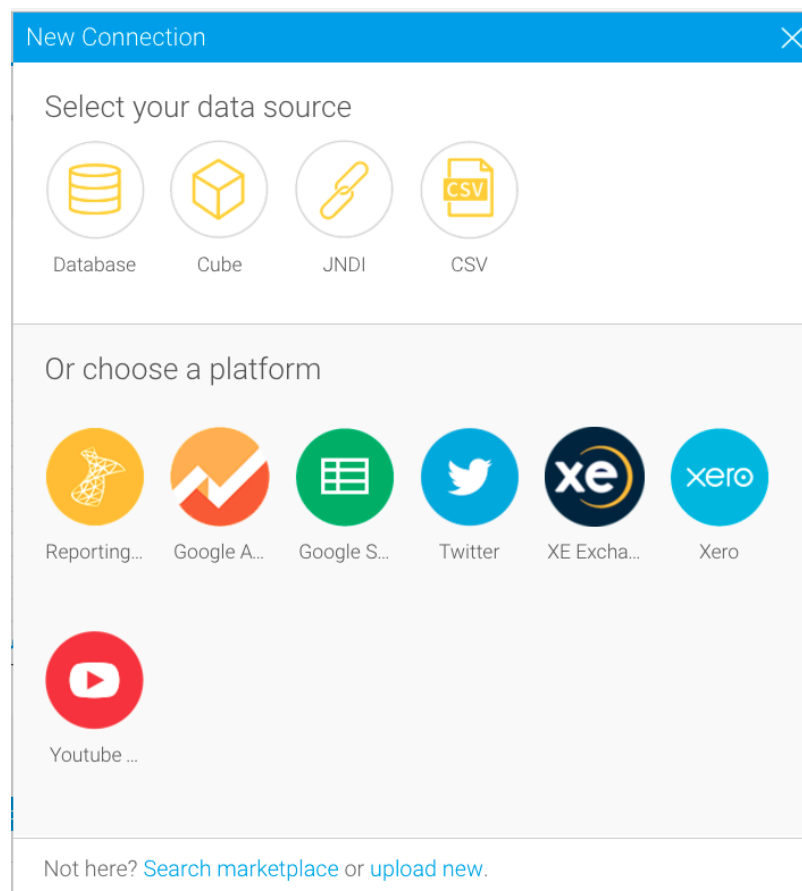 New Connection
Select your data source
CSV
Database Cube JNDI CSV
Or choose a platform
xe xero
Reporting... Google A... Google S... Twitter XE Excha... Xero
Youtube ...
Not here? Search marketplace or upload new.